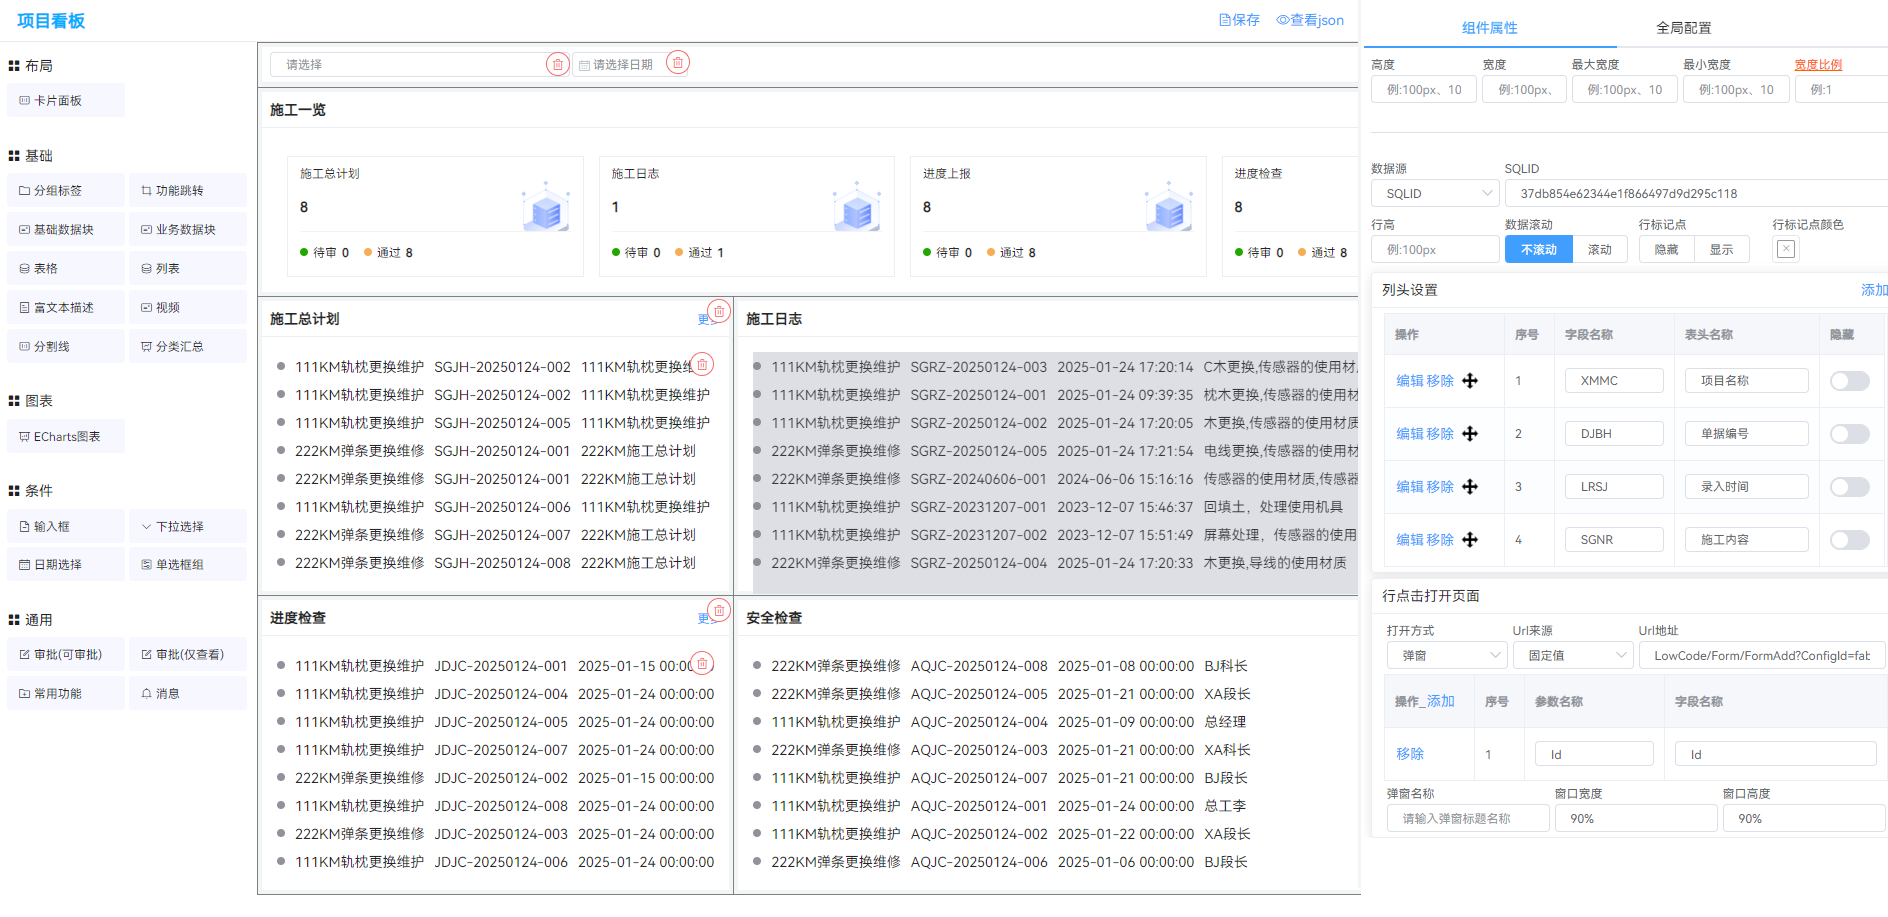 项目看板
保存 查看json
布局
卡片面板
基础
分组标签 功能跳转
基础数据块 业务数据块
表格 列表
富文本描述 视频
分割线 分类汇总
图表
ECharts图表
条件
输入框 下拉选择
日期选择 单选框组
通用
审批(可审批) 审批(仅查看)
常用功能 消息
请选择 请选择日期
施工一览
施工总计划 施工日志 进度上报 进度检查
8 1 8 8
待审 0 通过 8 待审 0 通过 1 待审 0 通过 8 待审 0 通过 8
施工总计划
111KM轨枕更换维护 SGJH-20250124-002 111KM轨枕更换维
111KM轨枕更换维护 SGJH-20250124-002 111KM轨枕更换维护
111KM轨枕更换维护 SGJH-20250124-005 111KM轨枕更换维护
222KM弹条更换维修 SGJH-20250124-001 222KM施工总计划
222KM弹条更换维修 SGJH-20250124-001 222KM施工总计划
111KM轨枕更换维护 SGJH-20250124-006 111KM轨枕更换维护
222KM弹条更换维修 SGJH-20250124-007 222KM施工总计划
222KM弹条更换维修 SGJH-20250124-008 222KM施工总计划
施工日志
111KM轨枕更换维护 SGRZ-20250124-003 2025-01-24 17:20:14 C木更换,传感器的使用材
111KM轨枕更换维护 SGRZ-20250124-001 2025-01-24 09:39:35 枕木更换,传感器的使用材
111KM轨枕更换维护 SGRZ-20250124-002 2025-01-24 17:20:05 木更换,传感器的使用材质
222KM弹条更换维修 SGRZ-20250124-005 2025-01-24 17:21:54 电线更换,传感器的使用材
222KM弹条更换维修 SGRZ-20240606-001 2024-06-06 15:16:16 传感器的使用材质,传感器
111KM轨枕更换维护 SGRZ-20231207-001 2023-12-07 15:46:37 回填土，处理使用机具
111KM轨枕更换维护 SGRZ-20231207-002 2023-12-07 15:51:49 屏幕处理，传感器的使用
222KM弹条更换维修 SGRZ-20250124-004 2025-01-24 17:20:33 木更换,导线的使用材质
进度检查
111KM轨枕更换维护 JDJC-20250124-001 2025-01-15 00:00
111KM轨枕更换维护 JDJC-20250124-004 2025-01-24 00:00:00
111KM轨枕更换维护 JDJC-20250124-005 2025-01-24 00:00:00
111KM轨枕更换维护 JDJC-20250124-007 2025-01-24 00:00:00
222KM弹条更换维修 JDJC-20250124-002 2025-01-15 00:00:00
111KM轨枕更换维护 JDJC-20250124-008 2025-01-24 00:00:00
222KM弹条更换维修 JDJC-20250124-003 2025-01-24 00:00:00
111KM轨枕更换维护 JDJC-20250124-006 2025-01-24 00:00:00
安全检查
222KM弹条更换维修 AQJC-20250124-008 2025-01-08 00:00:00 BJ科长
222KM弹条更换维修 AQJC-20250124-005 2025-01-21 00:00:00 XA段长
111KM轨枕更换维护 AQJC-20250124-004 2025-01-09 00:00:00 总经理
222KM弹条更换维修 AQJC-20250124-003 2025-01-21 00:00:00 XA科长
111KM轨枕更换维护 AQJC-20250124-007 2025-01-21 00:00:00 BJ段长
111KM轨枕更换维护 AQJC-20250124-001 2025-01-24 00:00:00 总工李
111KM轨枕更换维护 AQJC-20250124-002 2025-01-22 00:00:00 XA段长
222KM弹条更换维修 AQJC-20250124-006 2025-01-06 00:00:00 BJ段长
组件属性 全局配置
高度 宽度 最大宽度 最小宽度 宽度比例
例:100px、10 例:100px、 例:100px、10 例:100px、10 例:1
数据源 SQLID
SQLID 37db854e62344e1f866497d9d295c118
行高 数据滚动 行标记点 行标记点颜色
例:100px 不滚动 滚动 隐藏 显示
列头设置 添加
操作 序号 字段名称 表头名称 隐藏
编辑 移除 1 XMMC 项目名称
编辑 移除 2 DJBH 单据编号
编辑 移除 3 LRSJ 录入时间
编辑 移除 4 SGNR 施工内容
行点击打开页面
打开方式 Url来源 Url地址
弹窗 固定值 LowCode/Form/FormAdd?ConfigId=fab
操作_添加 序号 参数名称 字段名称
移除 1 Id Id
弹窗名称 窗口宽度 窗口高度
请输入弹窗标题名称 90% 90%